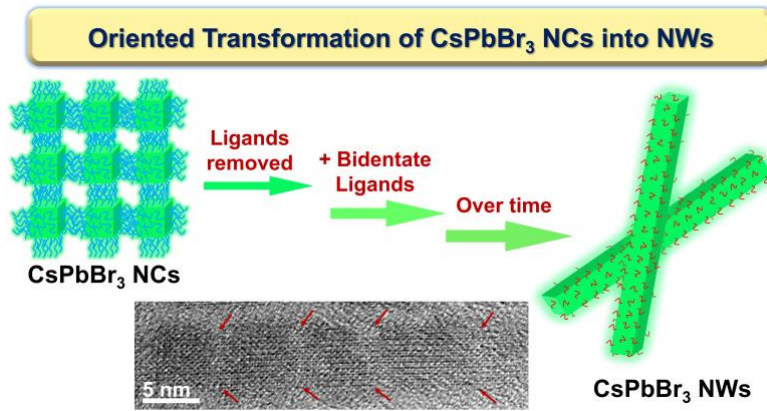 Oriented Transformation of CsPbBr₃ NCs into NWs
Ligands
removed
+ Bidentate
Ligands
Over time
CsPbBr₃ NCs
5 nm
CsPbBr₃ NWs